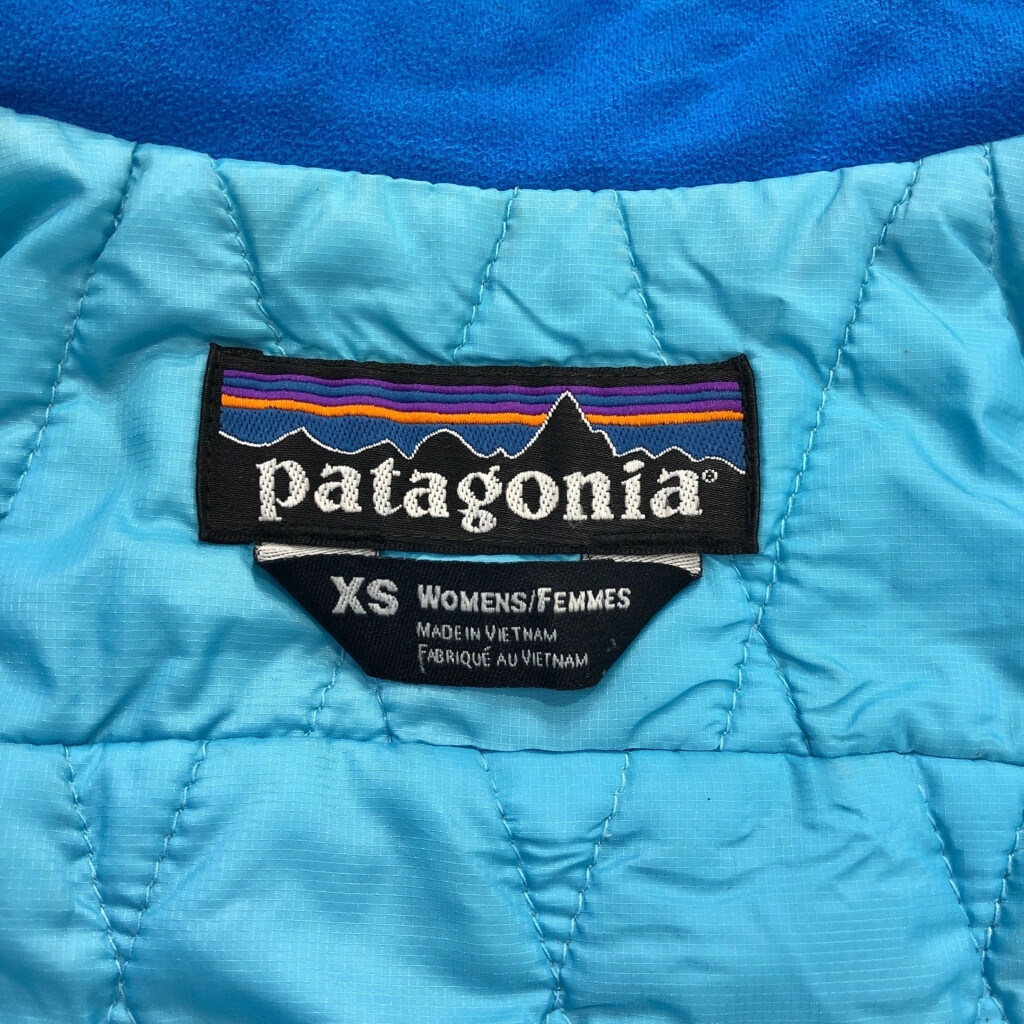 patagonia®
XS WOMENS/FEMMES
MADE IN VIETNAM
FABRIQUÉ AU VIETNAM